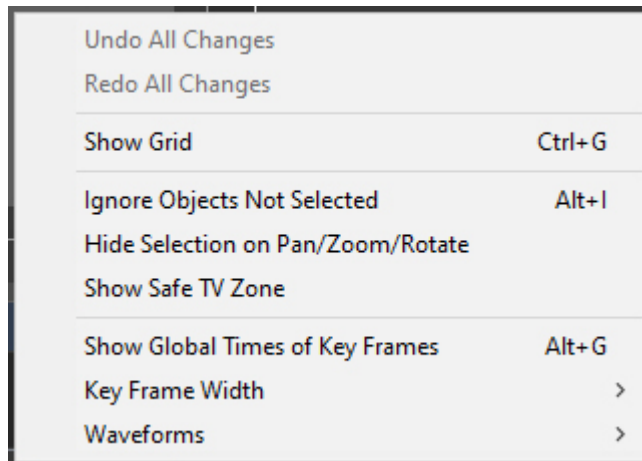 Undo All Changes
Redo All Changes
Show Grid Ctrl+G
Ignore Objects Not Selected Alt+I
Hide Selection on Pan/Zoom/Rotate
Show Safe TV Zone
Show Global Times of Key Frames Alt+G
Key Frame Width >
Waveforms >